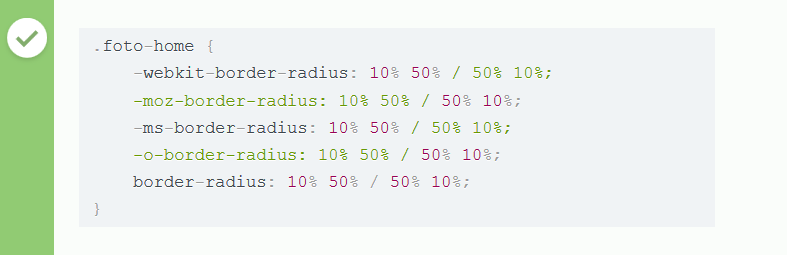 .foto-home {
-webkit-border-radius: 10% 50% / 50% 10%;
-moz-border-radius: 10% 50% / 50% 10%;
-ms-border-radius: 10% 50% / 50% 10%;
-o-border-radius: 10% 50% / 50% 10%;
border-radius: 10% 50% / 50% 10%;
}